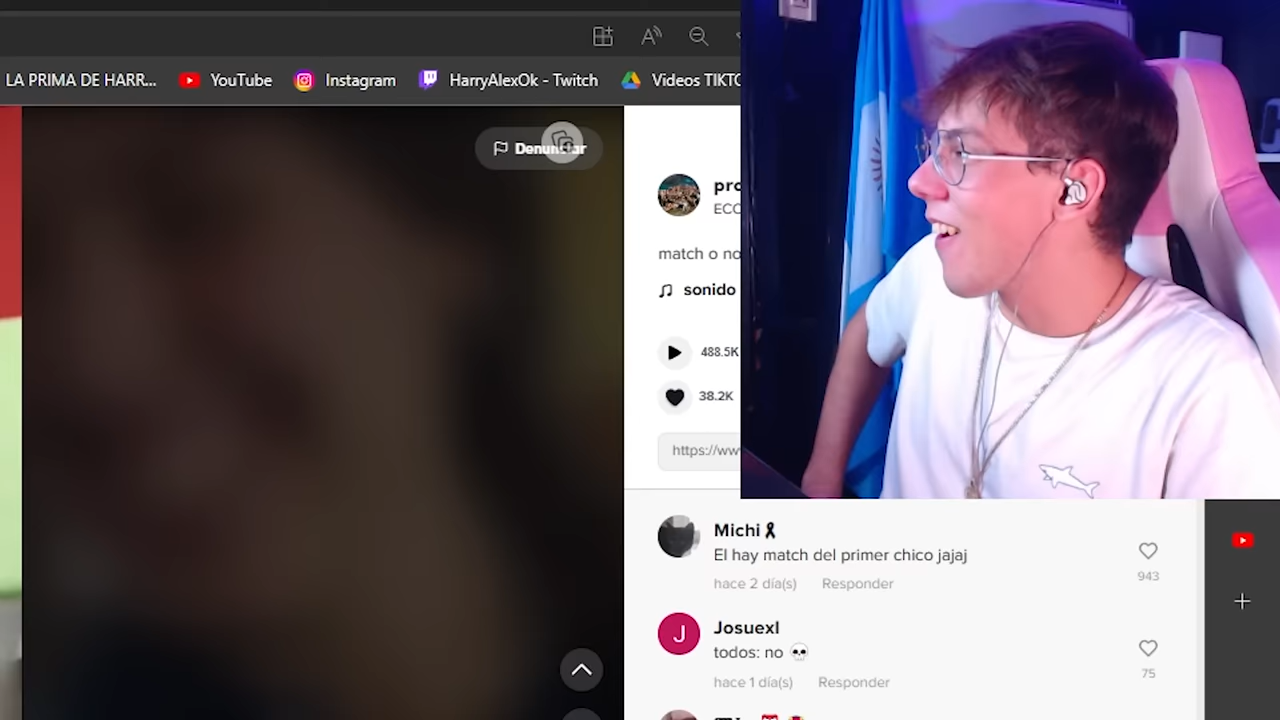 LA PRIMA DE HARR...
YouTube
Instagram
HarryAlexOk - Twitch
Videos TIKTO
Denunciar
pro
ECO
match o no
sonido
488.5K
38.2K
https://ww
Michi
El hay match del primer chico jajaj
943
hace 2 día(s) Responder
J
Josuexl
todos: no 💀
75
hace 1 día(s) Responder